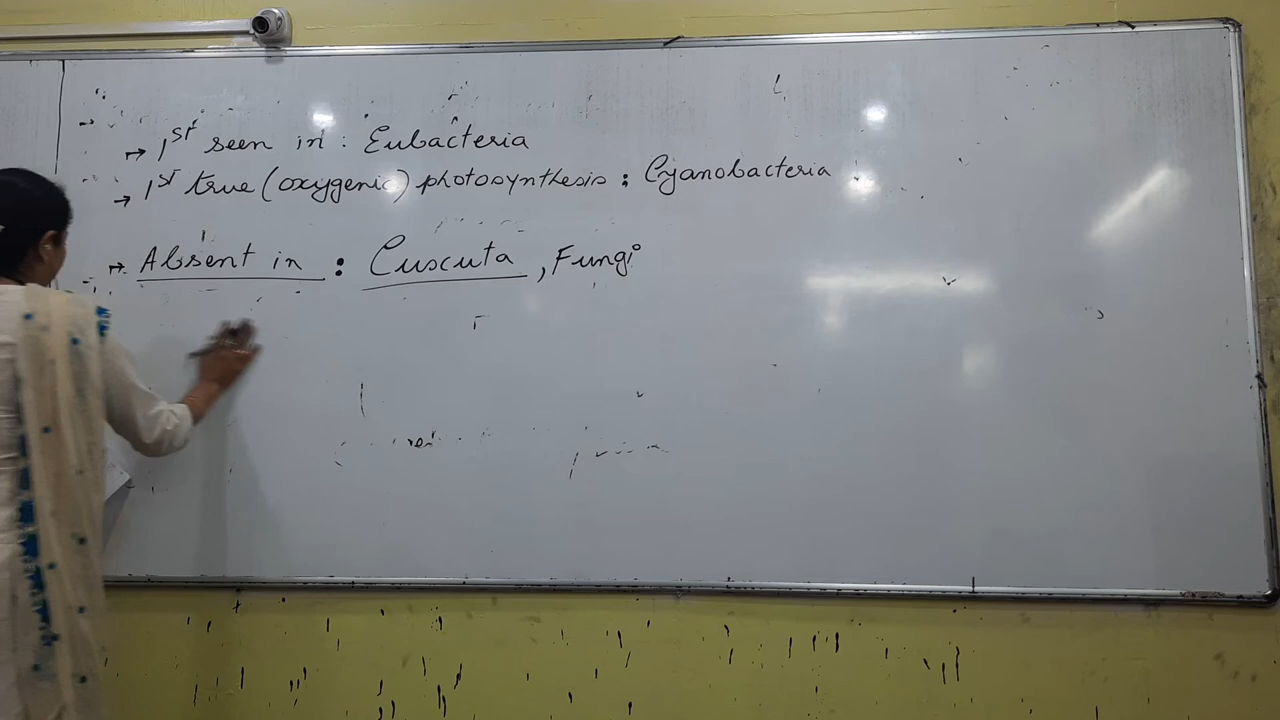 → 1st seen in : Eubacteria
→ 1st true (oxygenic) photosynthesis : Cyanobacteria
→ Absent in : Cuscuta , Fungi